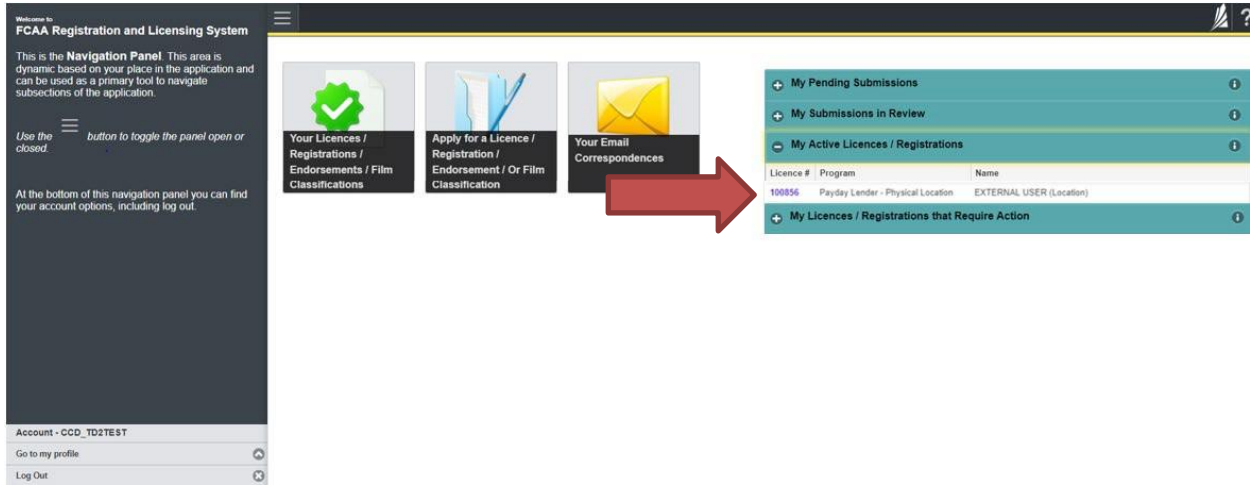 Welcome to
FCAA Registration and Licensing System
This is the Navigation Panel. This area is
dynamic based on your place in the application and
can be used as a primary tool to navigate
subsections of the application.
Use the button to toggle the panel open or
closed.
At the bottom of this navigation panel you can find
your account options, including log out.
Account - CCD_TD2TEST
Go to my profile
Log Out
?
Your Licences /
Registrations /
Endorsements / Film
Classifications
Apply for a Licence /
Registration /
Endorsement / Or Film
Classification
Your Email
Correspondences
My Pending Submissions
My Submissions in Review
My Active Licences / Registrations
Licence # Program Name
100856 Payday Lender - Physical Location EXTERNAL USER (Location)
My Licences / Registrations that Require Action